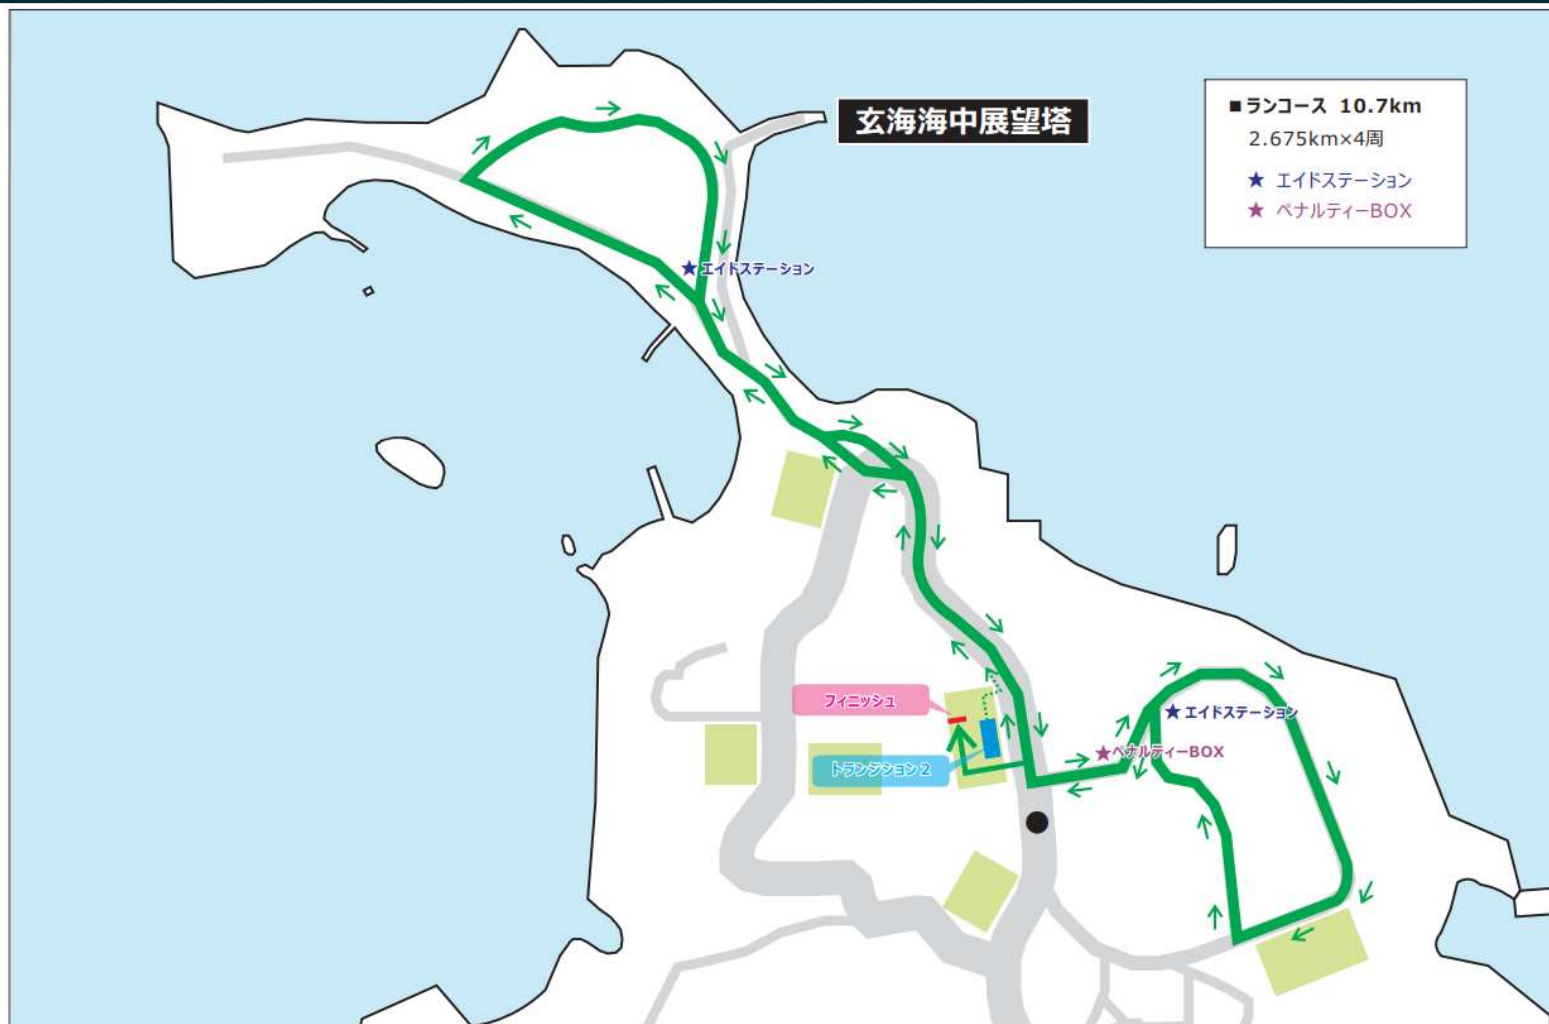 玄海海中展望塔
■ランコース 10.7km
2.675km×4周
★ エイドステーション
★ ペナルティーBOX
★エイドステーション
フィニッシュ
トランジション2
★エイドステーション
★ペナルティーBOX